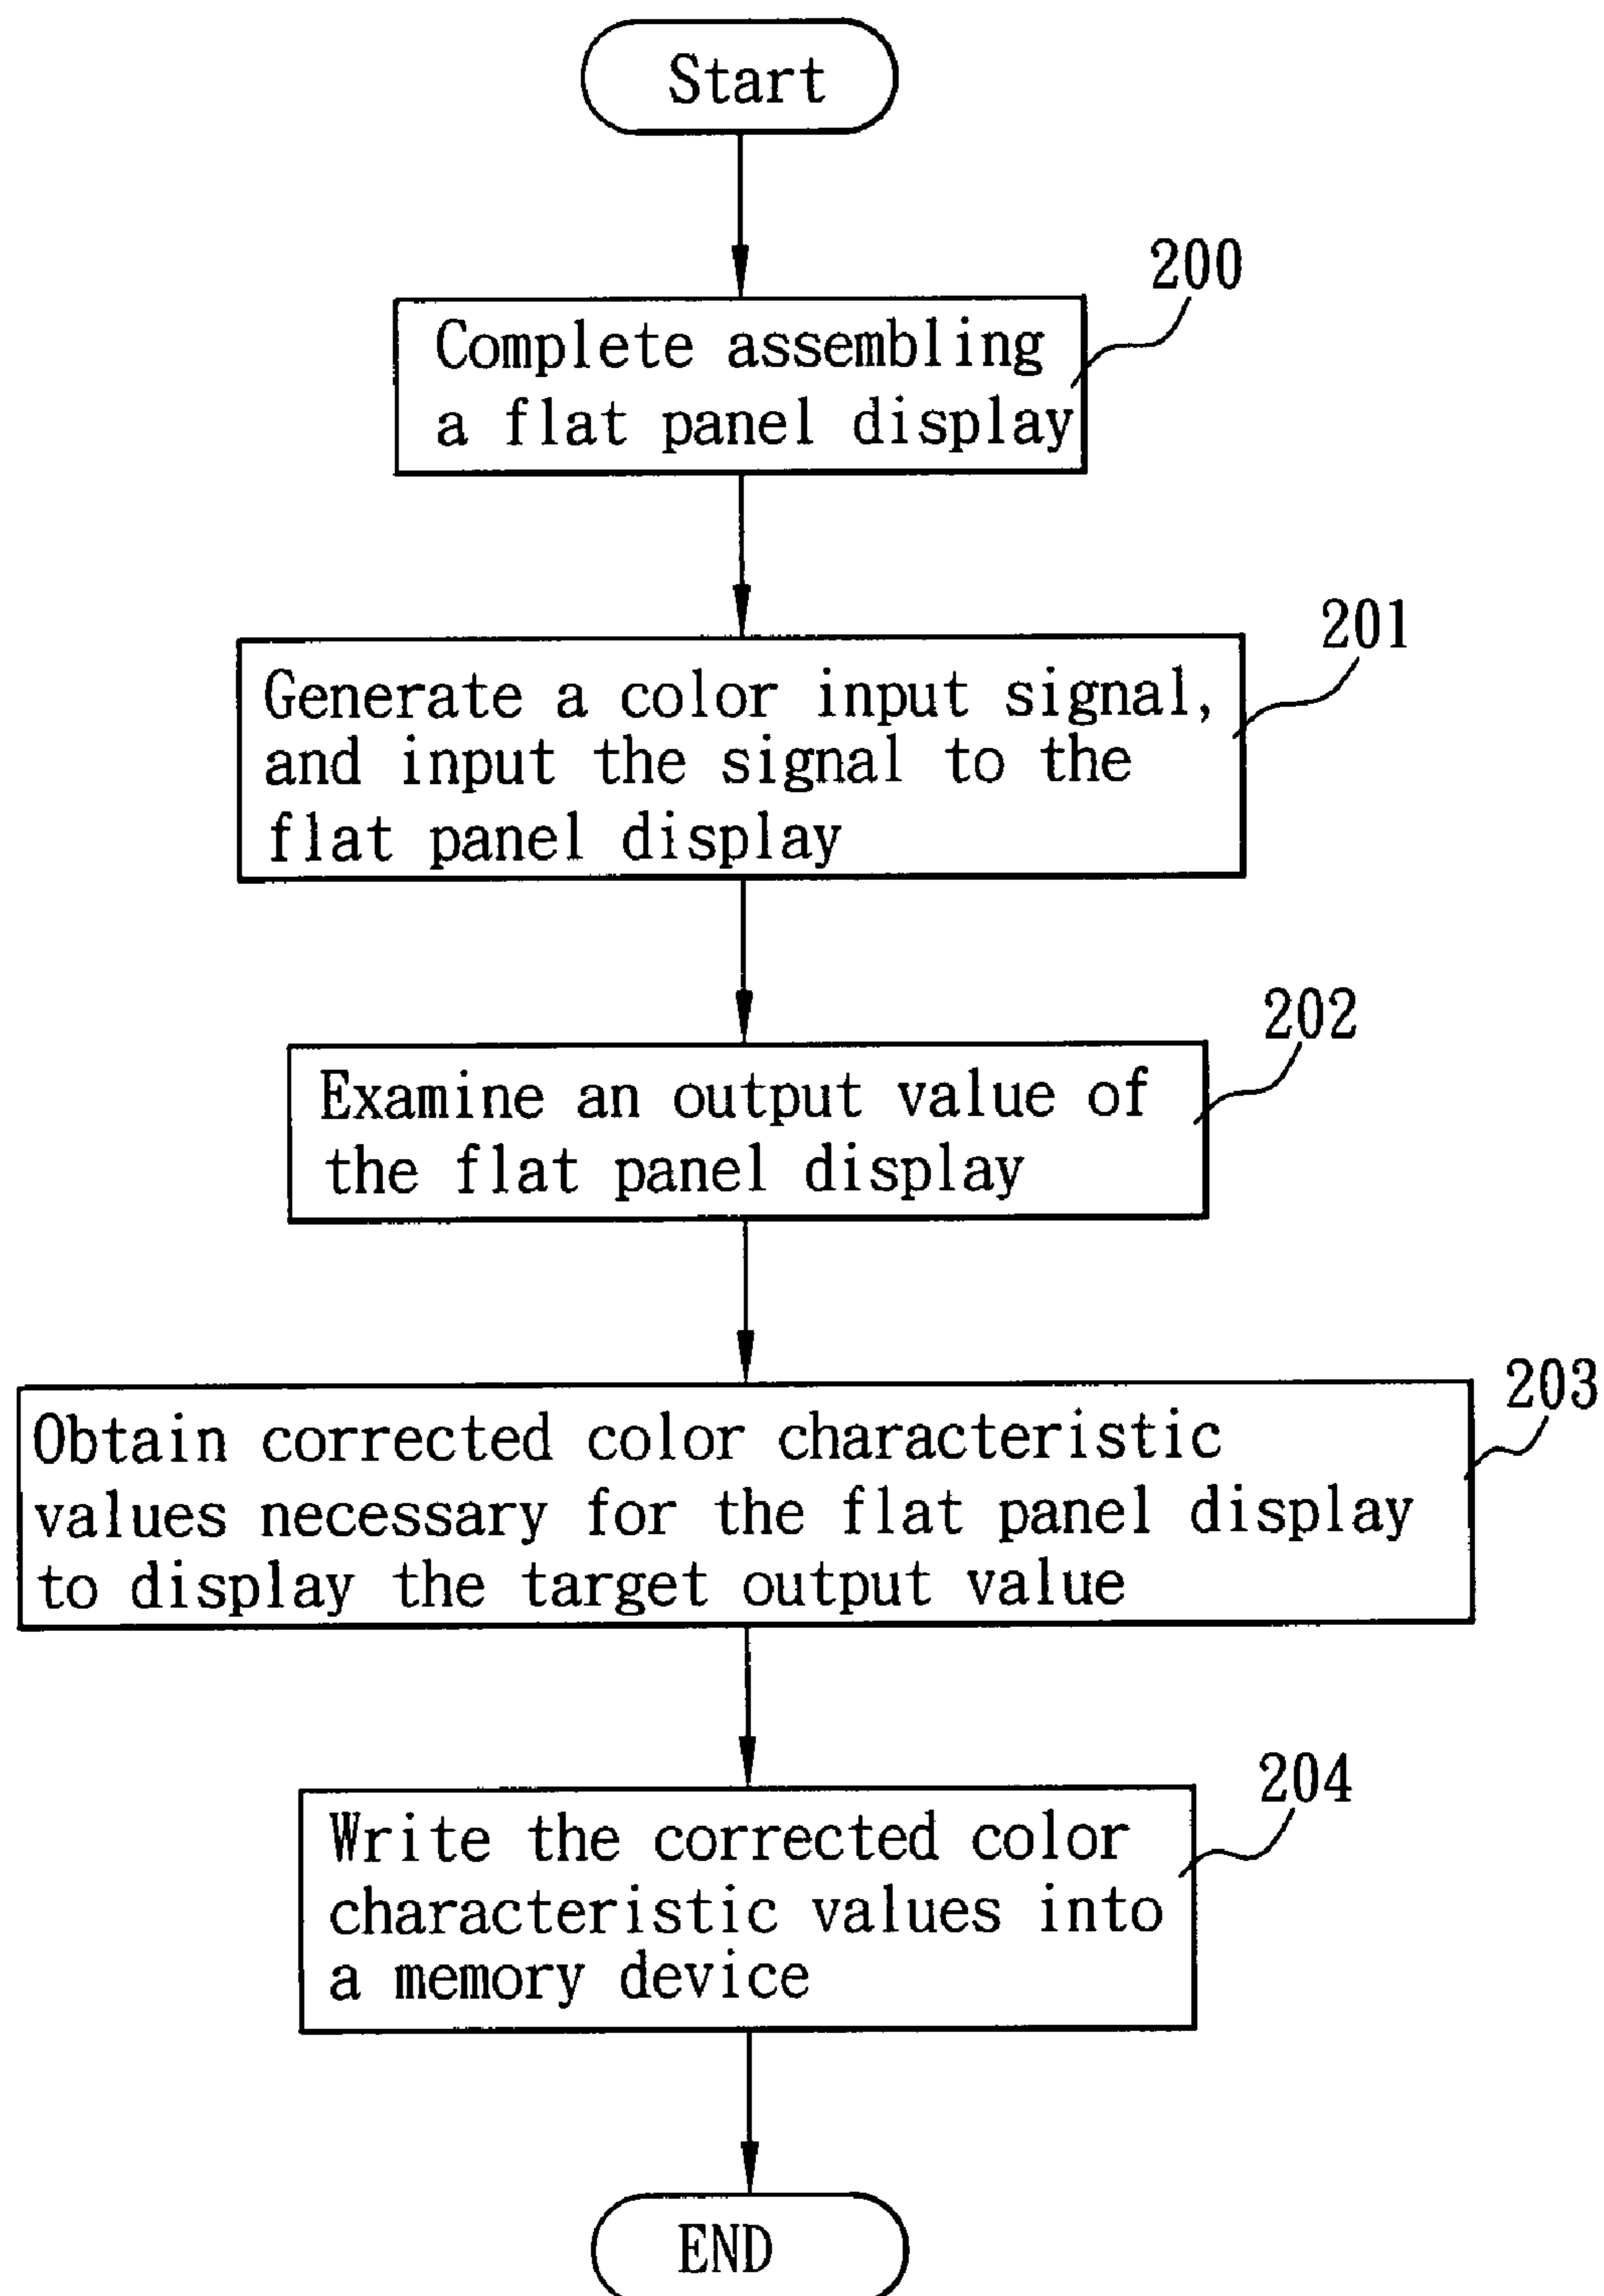 Start
200
Complete assembling
a flat panel display
201
Generate a color input signal,
and input the signal to the
flat panel display
202
Examine an output value of
the flat panel display
203
Obtain corrected color characteristic
values necessary for the flat panel display
to display the target output value
204
Write the corrected color
characteristic values into
a memory device
END